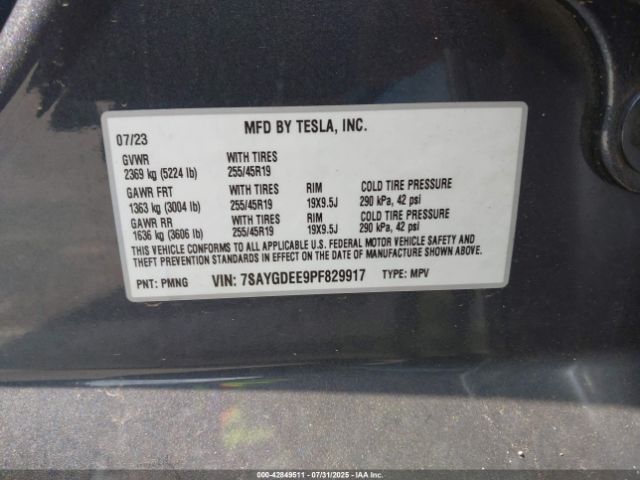 MFD BY TESLA, INC.
07/23
GVWR WITH TIRES
2369 kg (5224 lb) 255/45R19
GAWR FRT WITH TIRES RIM COLD TIRE PRESSURE
1363 kg (3004 lb) 255/45R19 19X9.5J 290 kPa, 42 psi
GAWR RR WITH TIRES RIM COLD TIRE PRESSURE
1636 kg (3606 lb) 255/45R19 19X9.5J 290 kPa, 42 psi
THIS VEHICLE CONFORMS TO ALL APPLICABLE U.S. FEDERAL MOTOR VEHICLE SAFETY AND
THEFT PREVENTION STANDARDS IN EFFECT ON THE DATE OF MANUFACTURE SHOWN ABOVE.
PNT: PMNG VIN: 7SAYGDEE9PF829917 TYPE: MPV
000-42849511 - 07/31/2025 - IAA Inc.